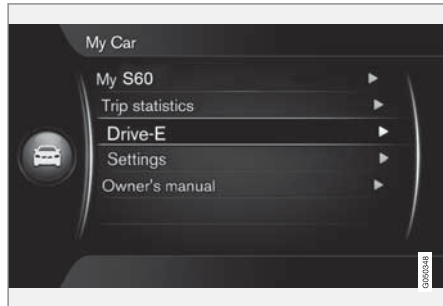 My Car
My S60
Trip statistics
Drive-E
Settings
Owner's manual
G050348